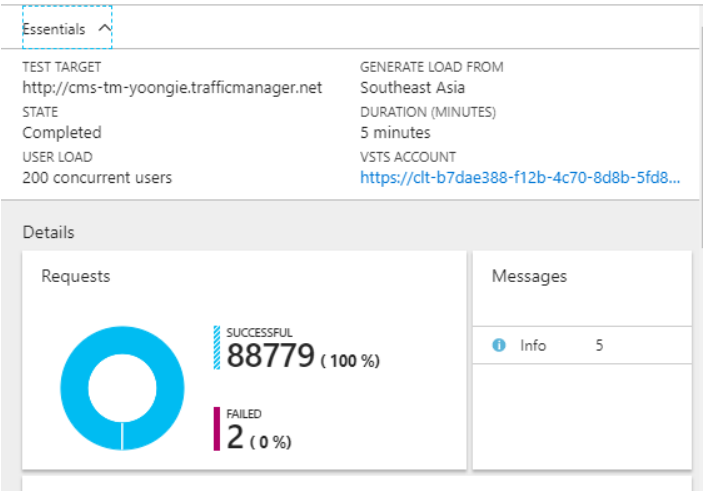 Essentials
TEST TARGET
http://cms-tm-yoongie.trafficmanager.net
STATE
Completed
USER LOAD
200 concurrent users
GENERATE LOAD FROM
Southeast Asia
DURATION (MINUTES)
5 minutes
VSTS ACCOUNT
https://clt-b7dae388-f12b-4c70-8d8b-5fd8...
Details
Requests
SUCCESSFUL
88779 ( 100 %)
FAILED
2 ( 0 %)
Messages
Info 5